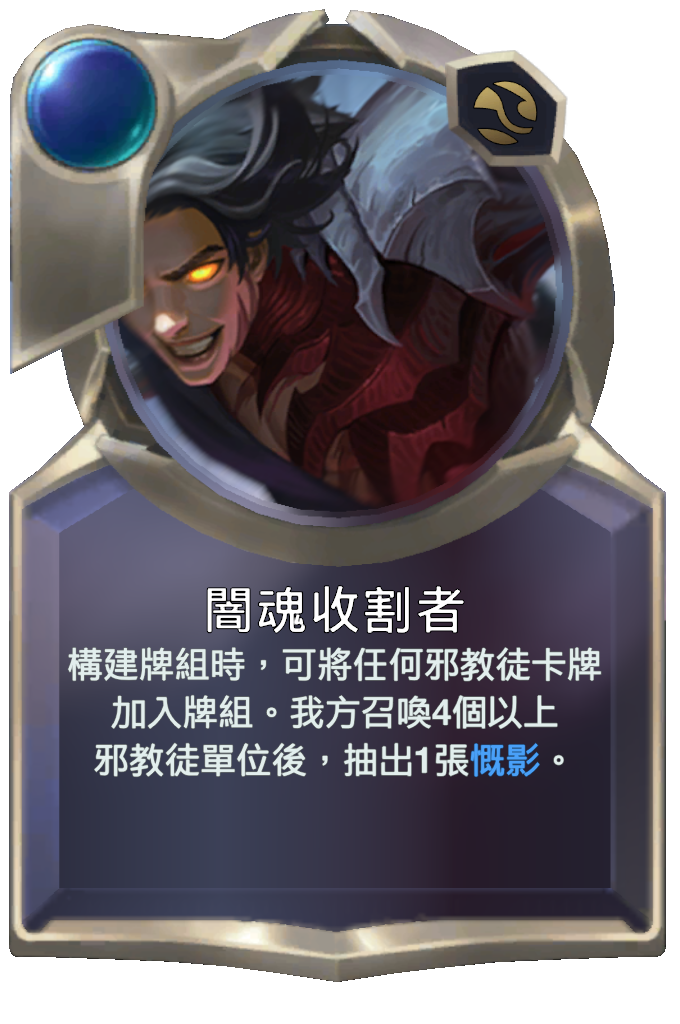 闇魂收割者
構建牌組時，可將任何邪教徒卡牌
加入牌組。我方召喚4個以上
邪教徒單位後，抽出1張慨影。